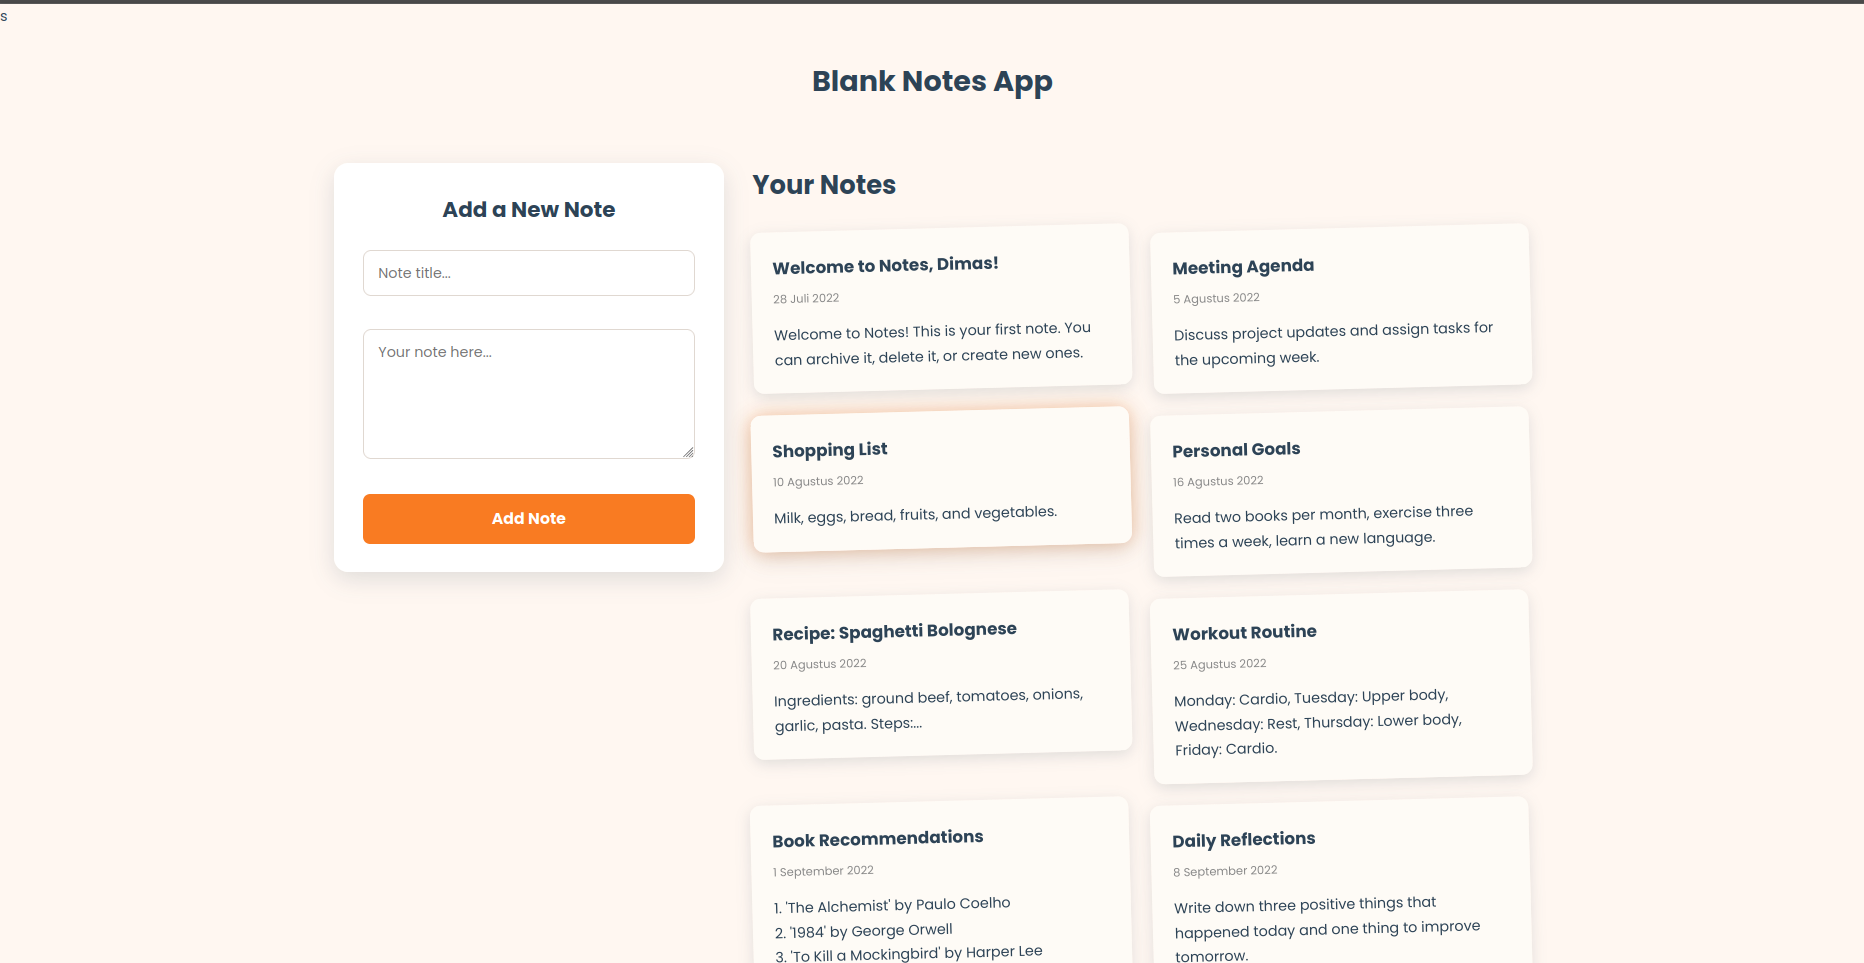 s
Blank Notes App
Add a New Note
Note title...
Your note here...
Add Note
Your Notes
Welcome to Notes, Dimas!
28 Juli 2022
Welcome to Notes! This is your first note. You
can archive it, delete it, or create new ones.
Meeting Agenda
5 Agustus 2022
Discuss project updates and assign tasks for
the upcoming week.
Shopping List
10 Agustus 2022
Milk, eggs, bread, fruits, and vegetables.
Personal Goals
16 Agustus 2022
Read two books per month, exercise three
times a week, learn a new language.
Recipe: Spaghetti Bolognese
20 Agustus 2022
Ingredients: ground beef, tomatoes, onions,
garlic, pasta. Steps:...
Workout Routine
25 Agustus 2022
Monday: Cardio, Tuesday: Upper body,
Wednesday: Rest, Thursday: Lower body,
Friday: Cardio.
Book Recommendations
1 September 2022
1. 'The Alchemist' by Paulo Coelho
2. '1984' by George Orwell
3. 'To Kill a Mockingbird' by Harper Lee
Daily Reflections
8 September 2022
Write down three positive things that
happened today and one thing to improve
tomorrow.